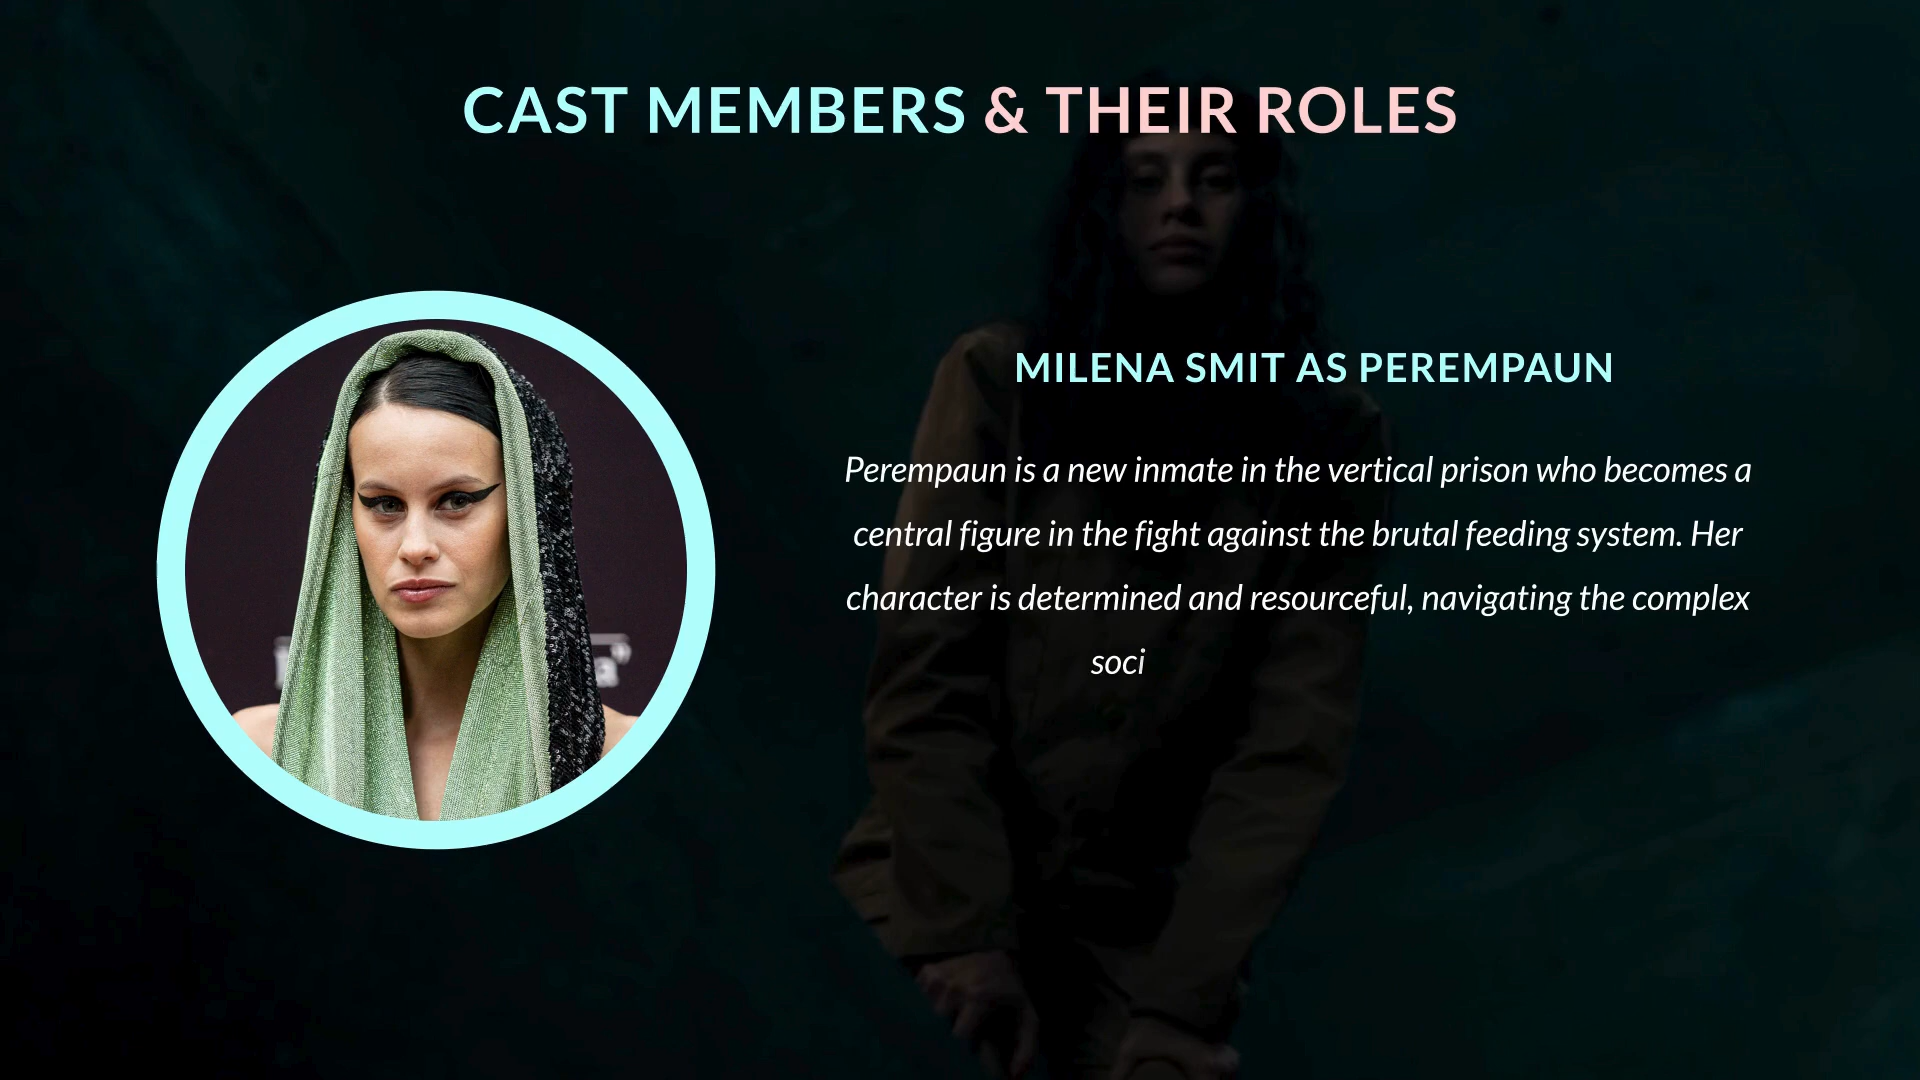 CAST MEMBERS & THEIR ROLES
MILENA SMIT AS PEREMPAUN
Perempaun is a new inmate in the vertical prison who becomes a
central figure in the fight against the brutal feeding system. Her
character is determined and resourceful, navigating the complex
soci